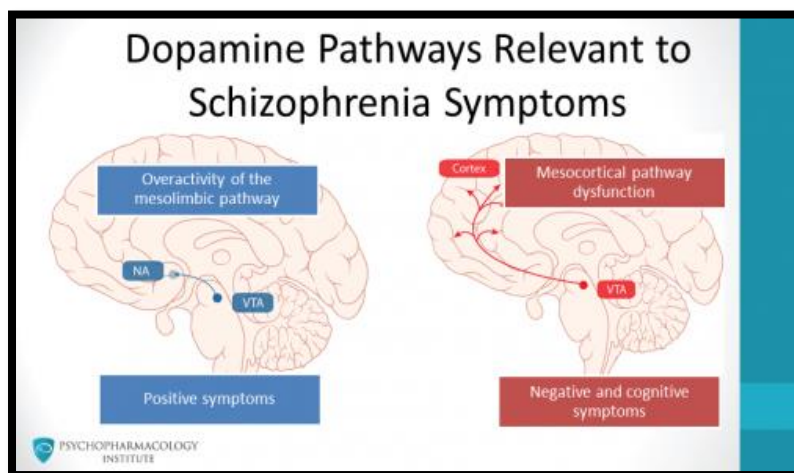 Dopamine Pathways Relevant to
Schizophrenia Symptoms
Overactivity of the
mesolimbic pathway
NA
VTA
Positive symptoms
Cortex
Mesocortical pathway
dysfunction
VTA
Negative and cognitive
symptoms
PSYCHOPHARMACOLOGY
INSTITUTE